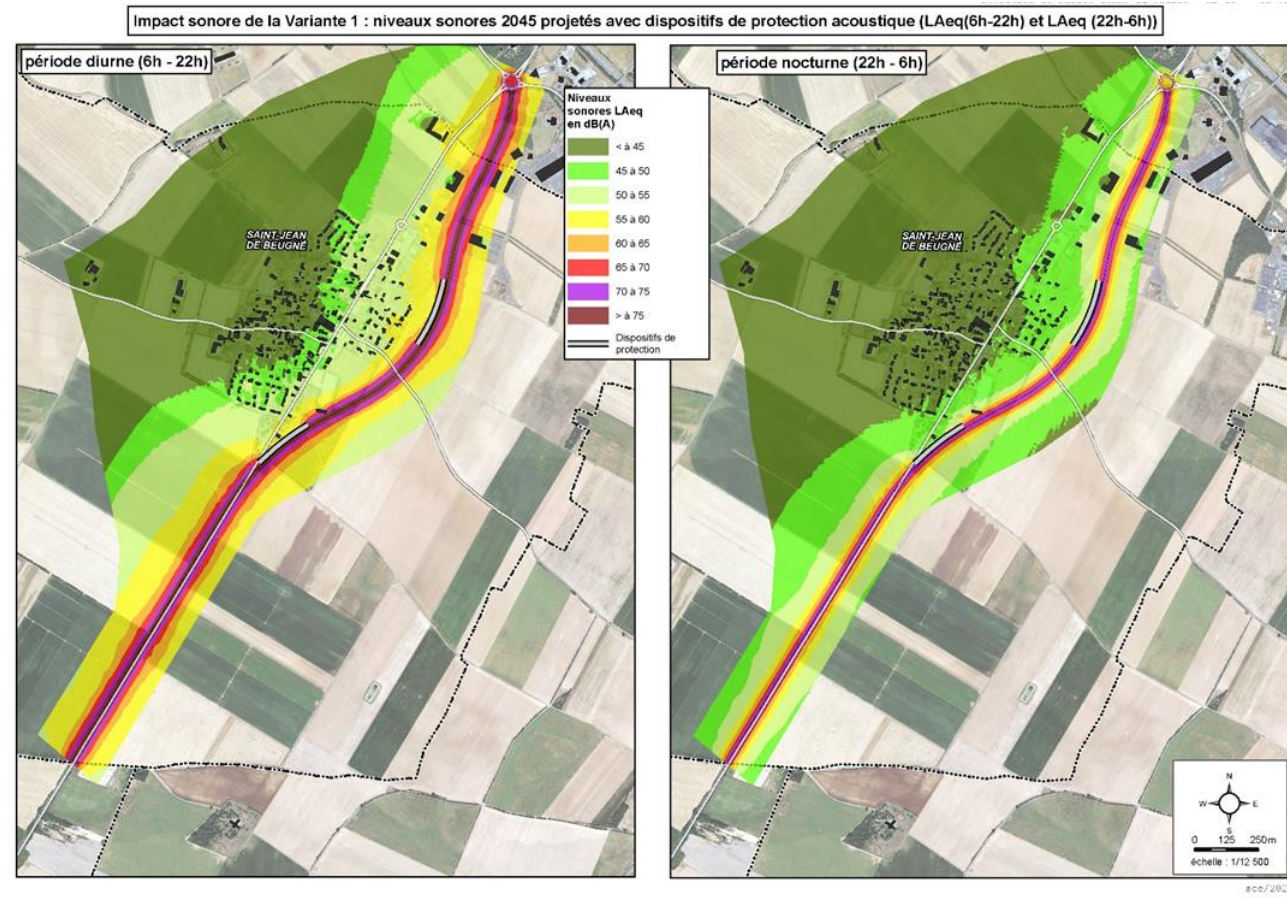 Impact sonore de la Variante 1 : niveaux sonores 2045 projetés avec dispositifs de protection acoustique (LAeq(6h-22h) et LAeq (22h-6h))
période diurne (6h - 22h)
période nocturne (22h - 6h)
Niveaux
sonores LAeq
en dB(A)
< à 45
45 à 50
50 à 55
55 à 60
60 à 65
65 à 70
70 à 75
> à 75
Dispositifs de
protection
SAINT-JEAN
DE BEUGNÉ
SAINT-JEAN
DE BEUGNÉ
N
W
E
S
0 125 250m
échelle : 1/12 500
sce/202